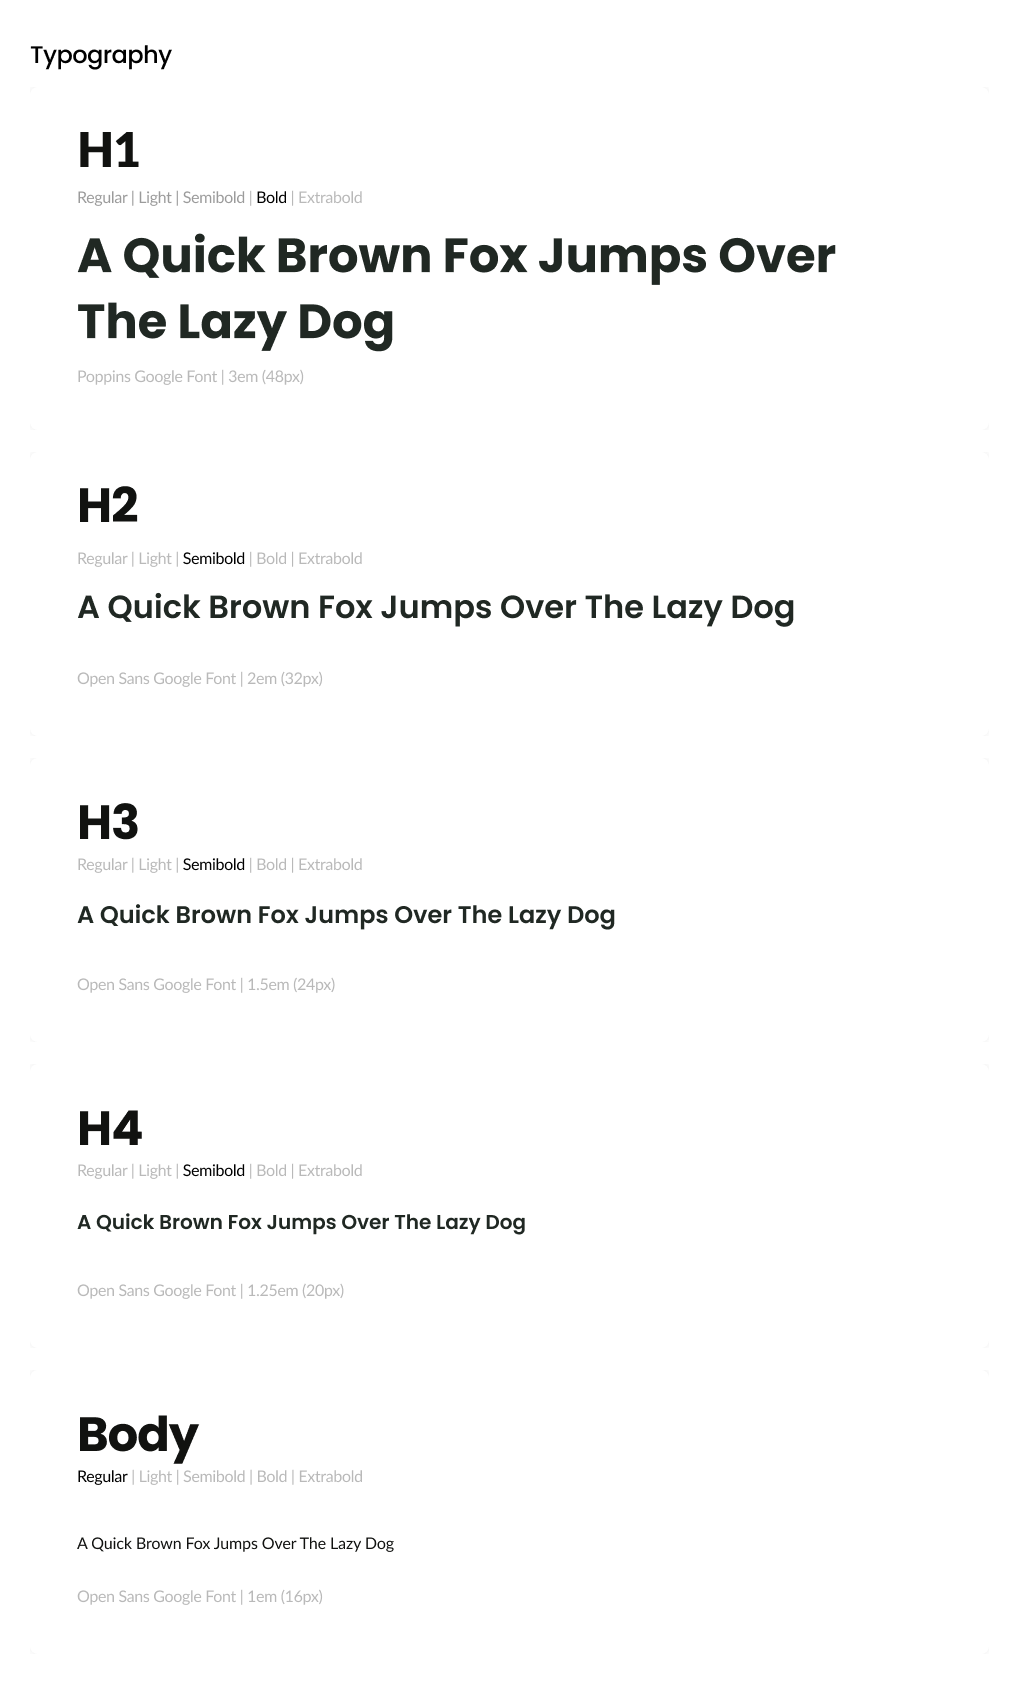 Typography
H1
Regular | Light | Semibold | Bold | Extrabold
A Quick Brown Fox Jumps Over
The Lazy Dog
Poppins Google Font | 3em (48px)
H2
Regular | Light | Semibold | Bold | Extrabold
A Quick Brown Fox Jumps Over The Lazy Dog
Open Sans Google Font | 2em (32px)
H3
Regular | Light | Semibold | Bold | Extrabold
A Quick Brown Fox Jumps Over The Lazy Dog
Open Sans Google Font | 1.5em (24px)
H4
Regular | Light | Semibold | Bold | Extrabold
A Quick Brown Fox Jumps Over The Lazy Dog
Open Sans Google Font | 1.25em (20px)
Body
Regular | Light | Semibold | Bold | Extrabold
A Quick Brown Fox Jumps Over The Lazy Dog
Open Sans Google Font | 1em (16px)